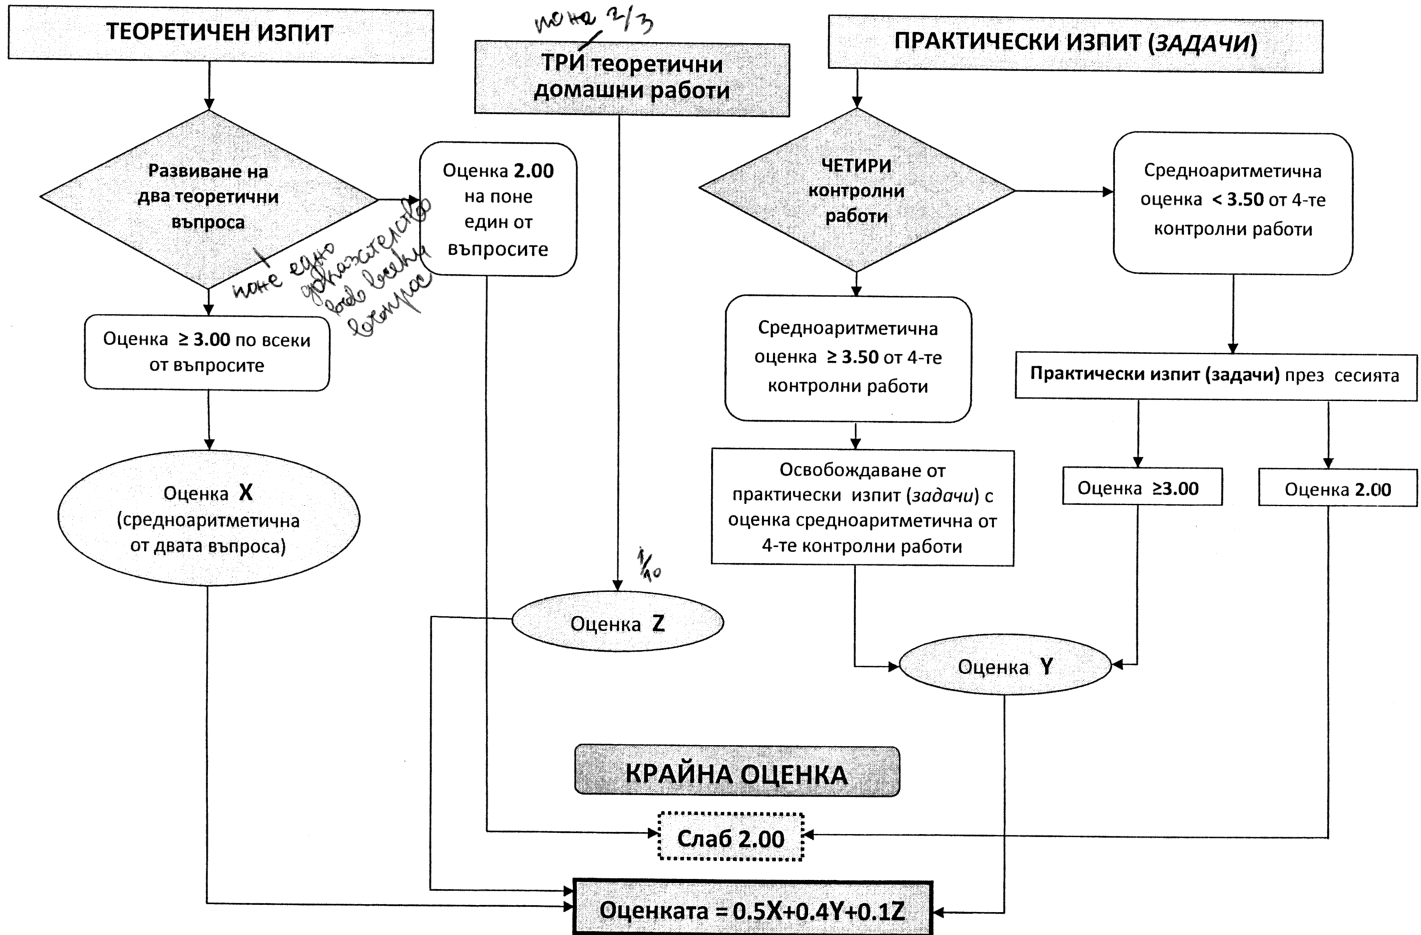 ТЕОРЕТИЧЕН ИЗПИТ
поне 2/3
ТРИ теоретични
домашни работи
ПРАКТИЧЕСКИ ИЗПИТ (ЗАДАЧИ)
Развиване на
два теоретични
въпроса
поне едно
доказателство
във всеки
въпрос
Оценка 2.00
на поне
един от
въпросите
ЧЕТИРИ
контролни
работи
Средноаритметична
оценка < 3.50 от 4-те
контролни работи
Оценка ≥ 3.00 по всеки
от въпросите
Средноаритметична
оценка ≥ 3.50 от 4-те
контролни работи
Практически изпит (задачи) през сесията
Оценка X
(средноаритметична
от двата въпроса)
Освобождаване от
практически изпит (задачи) с
оценка средноаритметична от
4-те контролни работи
Оценка ≥3.00
Оценка 2.00
1/10
Оценка Z
Оценка Y
КРАЙНА ОЦЕНКА
Слаб 2.00
Оценката = 0.5X+0.4Y+0.1Z